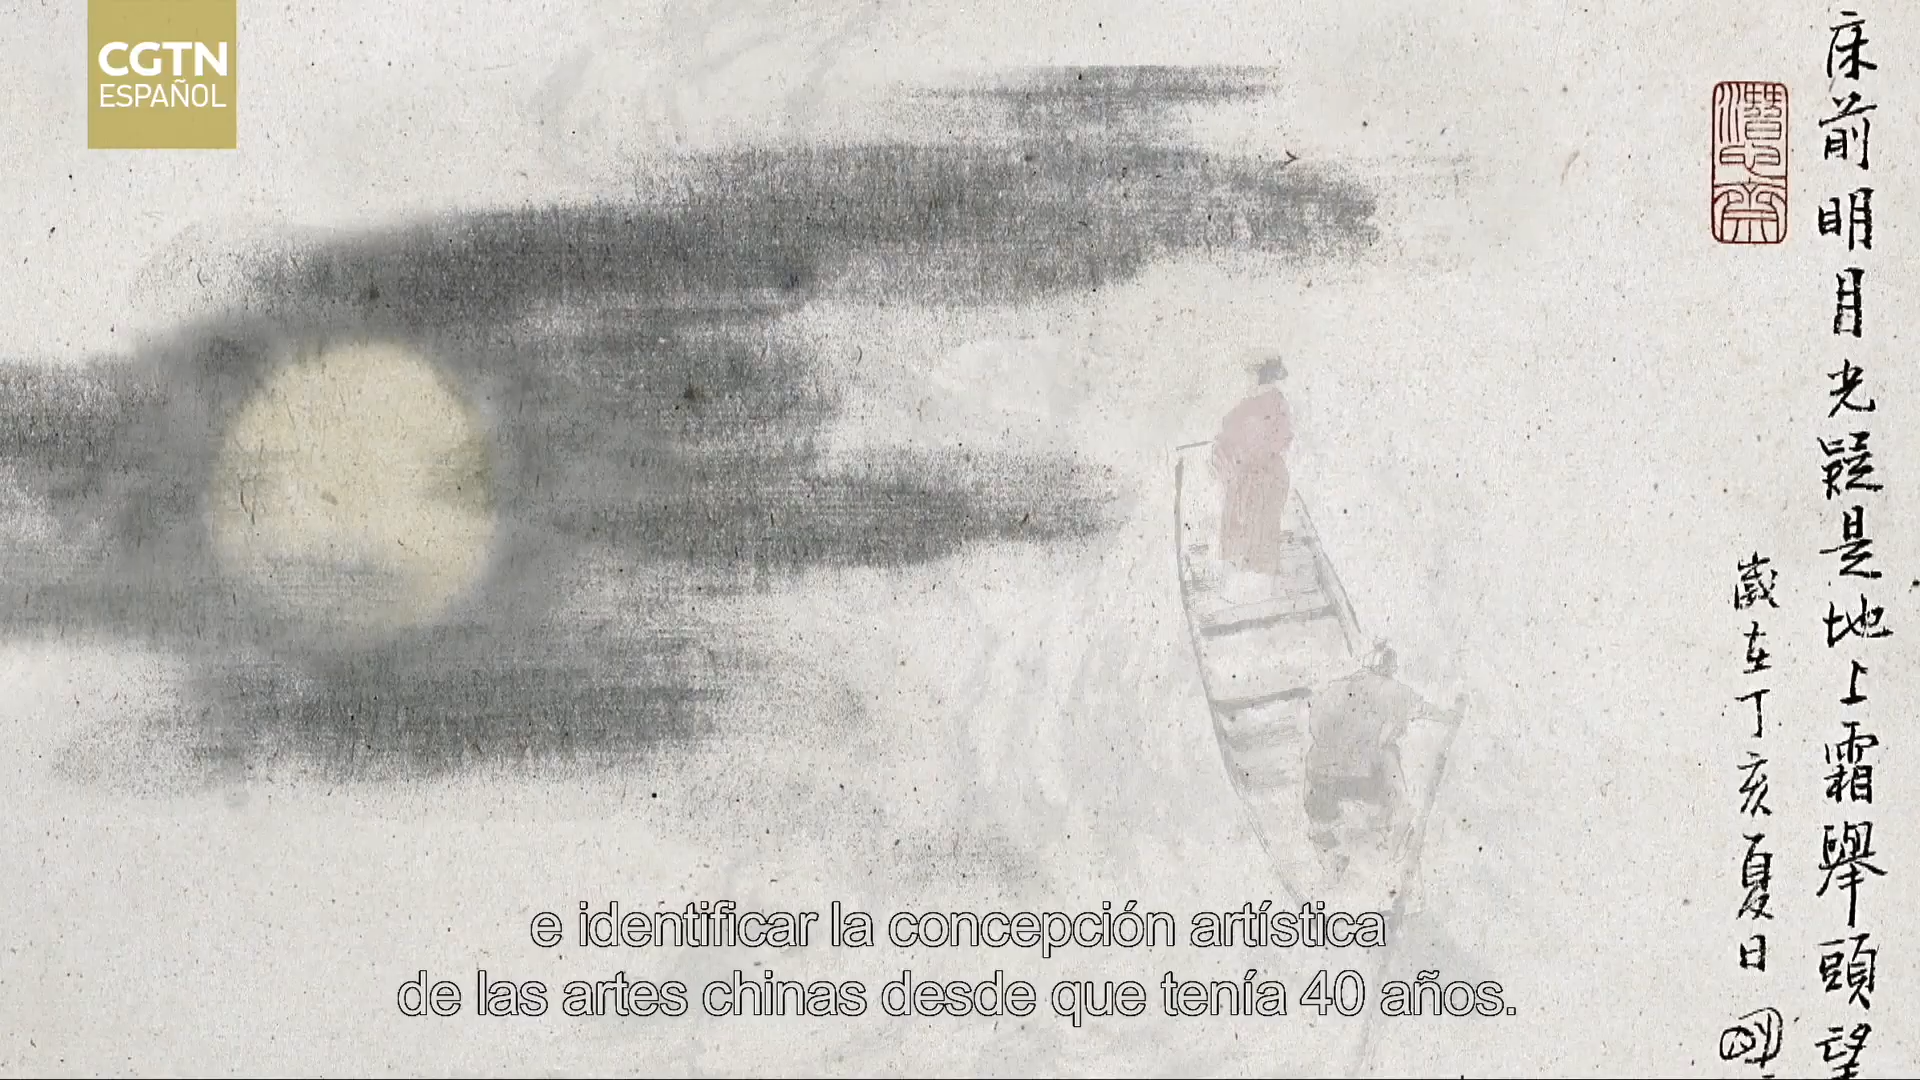 CGTN
ESPAÑOL
床前明月光疑是地上霜舉頭望
歲在丁亥夏日
e identificar la concepción artística
de las artes chinas desde que tenía 40 años.